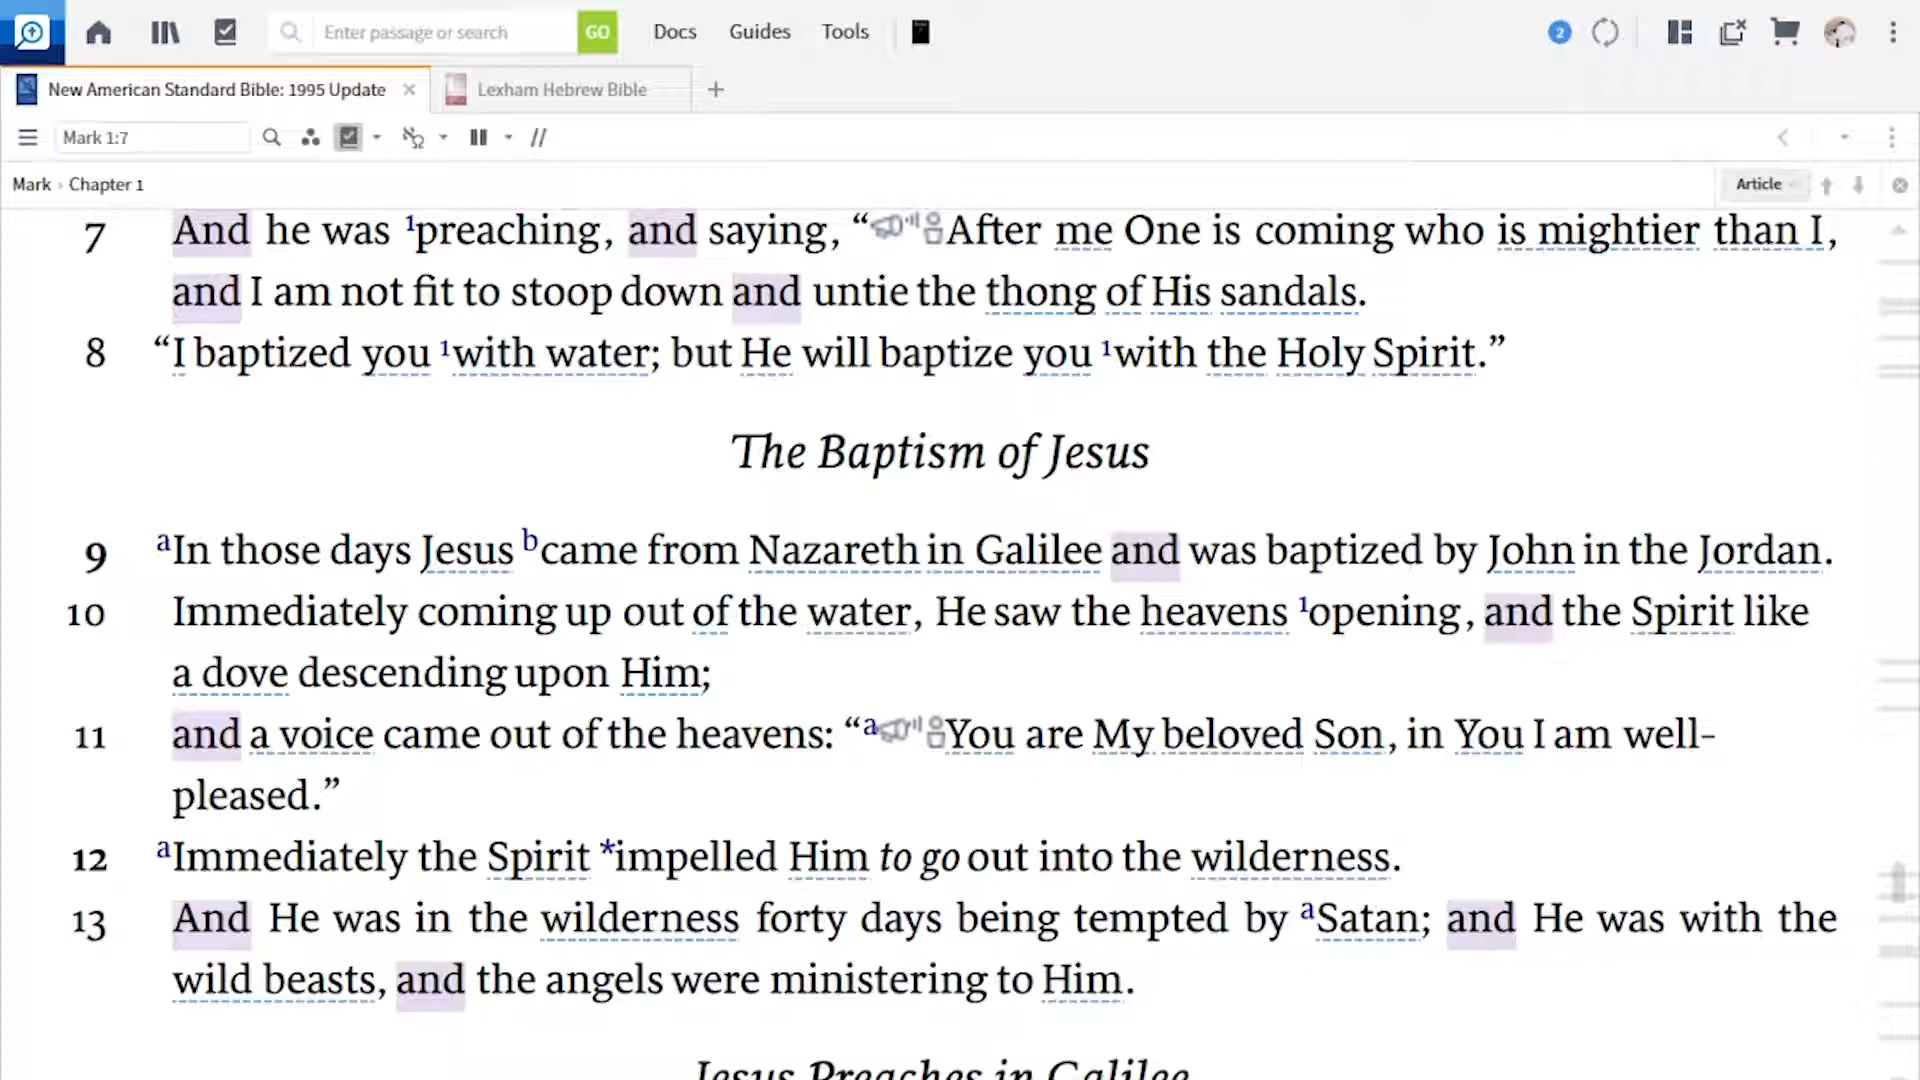 Enter passage or search GO Docs Guides Tools 2
New American Standard Bible: 1995 Update Lexham Hebrew Bible
Mark 1:7
Mark › Chapter 1 Article
7 And he was 1preaching, and saying, “After me One is coming who is mightier than I,
and I am not fit to stoop down and untie the thong of His sandals.
8 “I baptized you 1with water; but He will baptize you 1with the Holy Spirit.”
The Baptism of Jesus
9 aIn those days Jesus bcame from Nazareth in Galilee and was baptized by John in the Jordan.
10 Immediately coming up out of the water, He saw the heavens 1opening, and the Spirit like
a dove descending upon Him;
11 and a voice came out of the heavens: “aYou are My beloved Son, in You I am well-
pleased.”
12 aImmediately the Spirit *impelled Him to go out into the wilderness.
13 And He was in the wilderness forty days being tempted by aSatan; and He was with the
wild beasts, and the angels were ministering to Him.
Jesus Preaches in Galilee